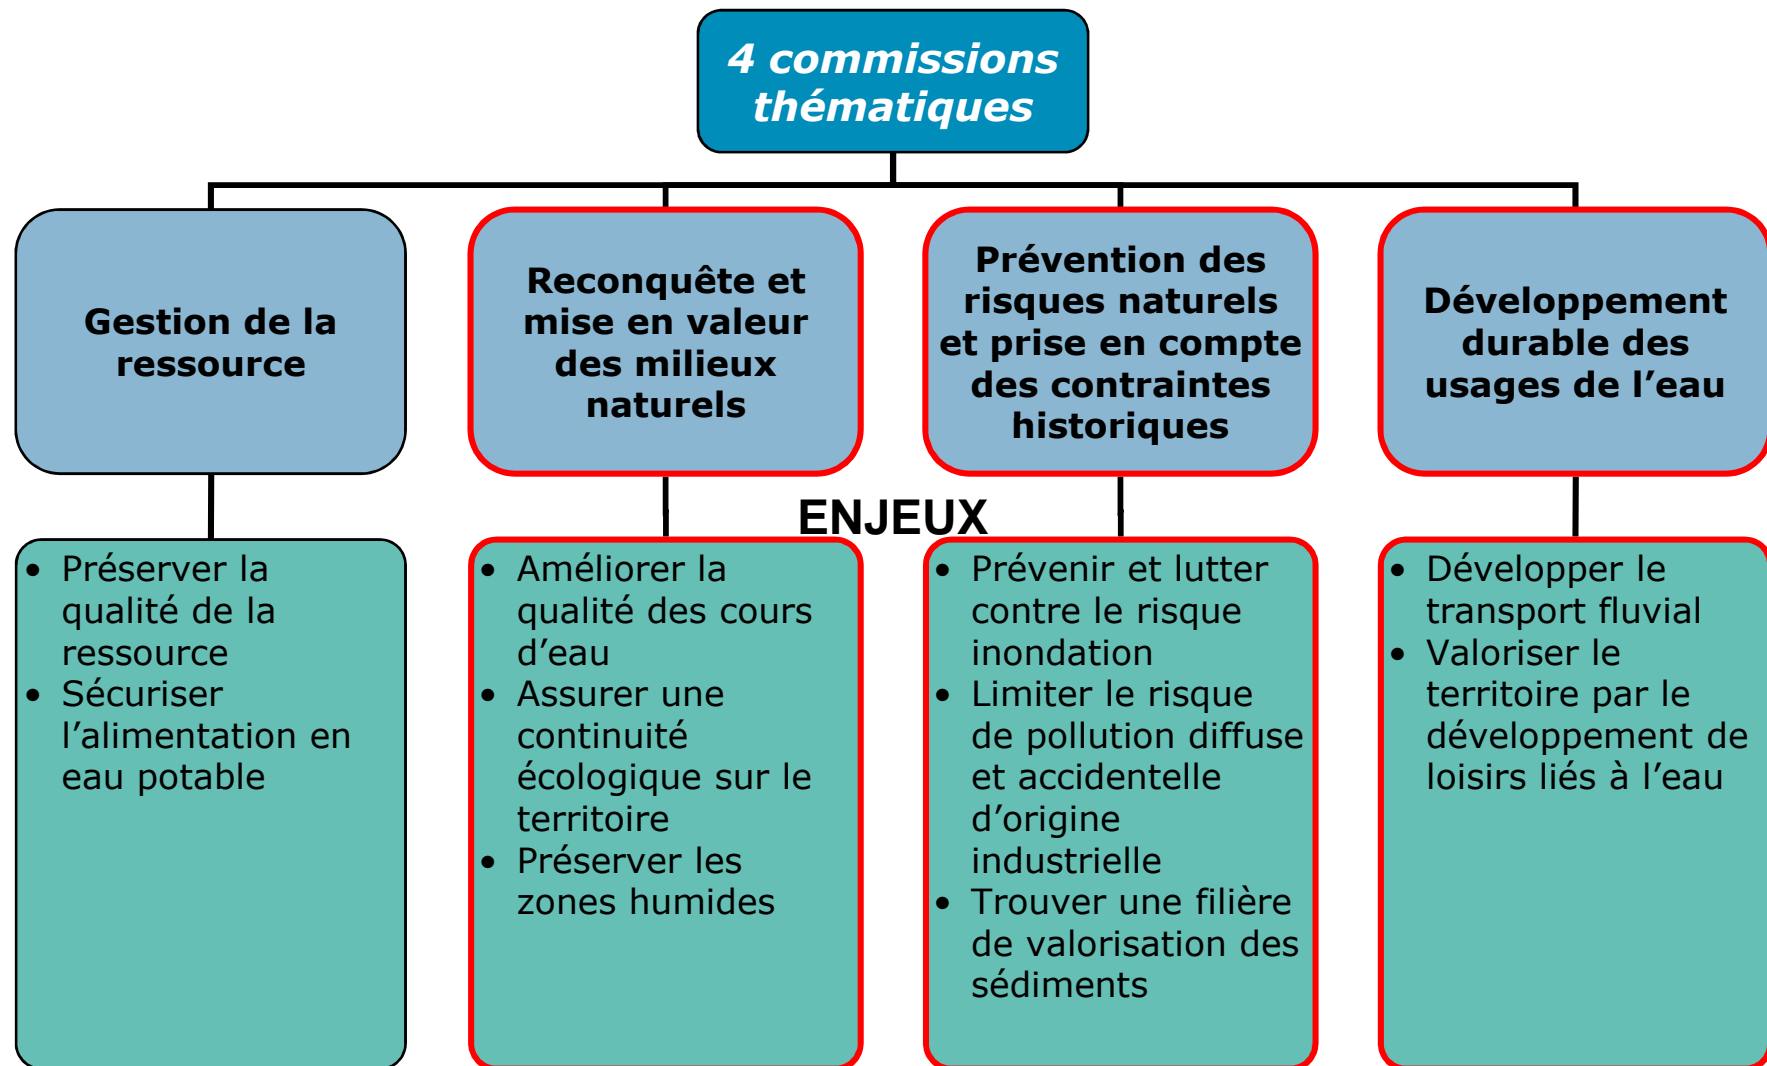 4 commissions
thématiques
Gestion de la
ressource
Reconquête et
mise en valeur
des milieux
naturels
Prévention des
risques naturels
et prise en compte
des contraintes
historiques
Développement
durable des
usages de l’eau
ENJEUX
• Préserver la
qualité de la
ressource
• Sécuriser
l’alimentation en
eau potable
• Améliorer la
qualité des cours
d’eau
• Assurer une
continuité
écologique sur le
territoire
• Préserver les
zones humides
• Prévenir et lutter
contre le risque
inondation
• Limiter le risque
de pollution diffuse
et accidentelle
d’origine
industrielle
• Trouver une filière
de valorisation des
sédiments
• Développer le
transport fluvial
• Valoriser le
territoire par le
développement de
loisirs liés à l’eau